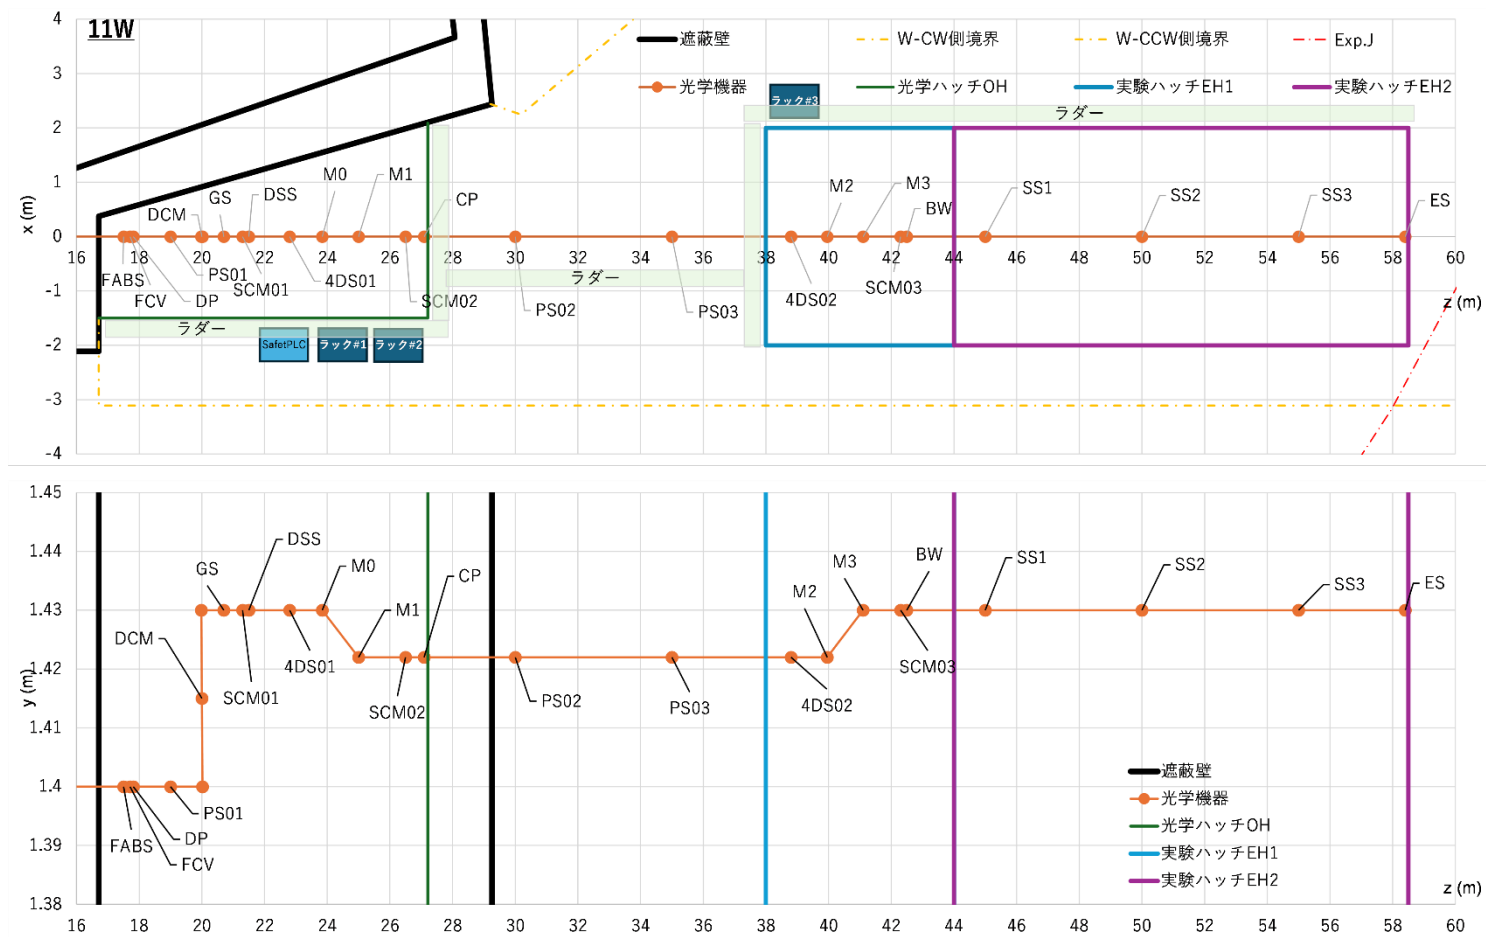 11W
遮蔽壁
W-CW側境界
W-CCW側境界
Exp.J
光学機器
光学ハッチOH
実験ハッチEH1
実験ハッチEH2
ラック#3
ラダー
4
3
2
1
0
-1
-2
-3
-4
x (m)
M0
M1
DSS
GS
DCM
CP
M2
M3
BW
SS1
SS2
SS3
ES
16 18 20 22 24 26 28 30 32 34 36 38 40 42 44 46 48 50 52 54 56 58 60
FABS
FCV
DP
PS01
SCM01
4DS01
SCM02
PS02
ラダー
PS03
4DS02
SCM03
z (m)
ラダー
SafetPLC
ラック#1
ラック#2
1.45
1.44
1.43
1.42
1.41
1.4
1.39
1.38
y (m)
DSS
GS
M0
CP
M1
DCM
SCM01
4DS01
SCM02
PS02
PS03
M2
M3
BW
4DS02
SCM03
SS1
SS2
SS3
ES
PS01
DP
FABS
FCV
遮蔽壁
光学機器
光学ハッチOH
実験ハッチEH1
実験ハッチEH2
z (m)
16 18 20 22 24 26 28 30 32 34 36 38 40 42 44 46 48 50 52 54 56 58 60